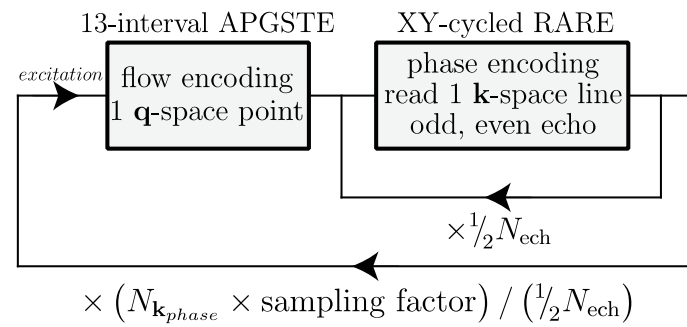 13-interval APGSTE
XY-cycled RARE
excitation
flow encoding
1 q-space point
phase encoding
read 1 k-space line
odd, even echo
×½N_ech
× (N_k_phase × sampling factor) / (½N_ech)